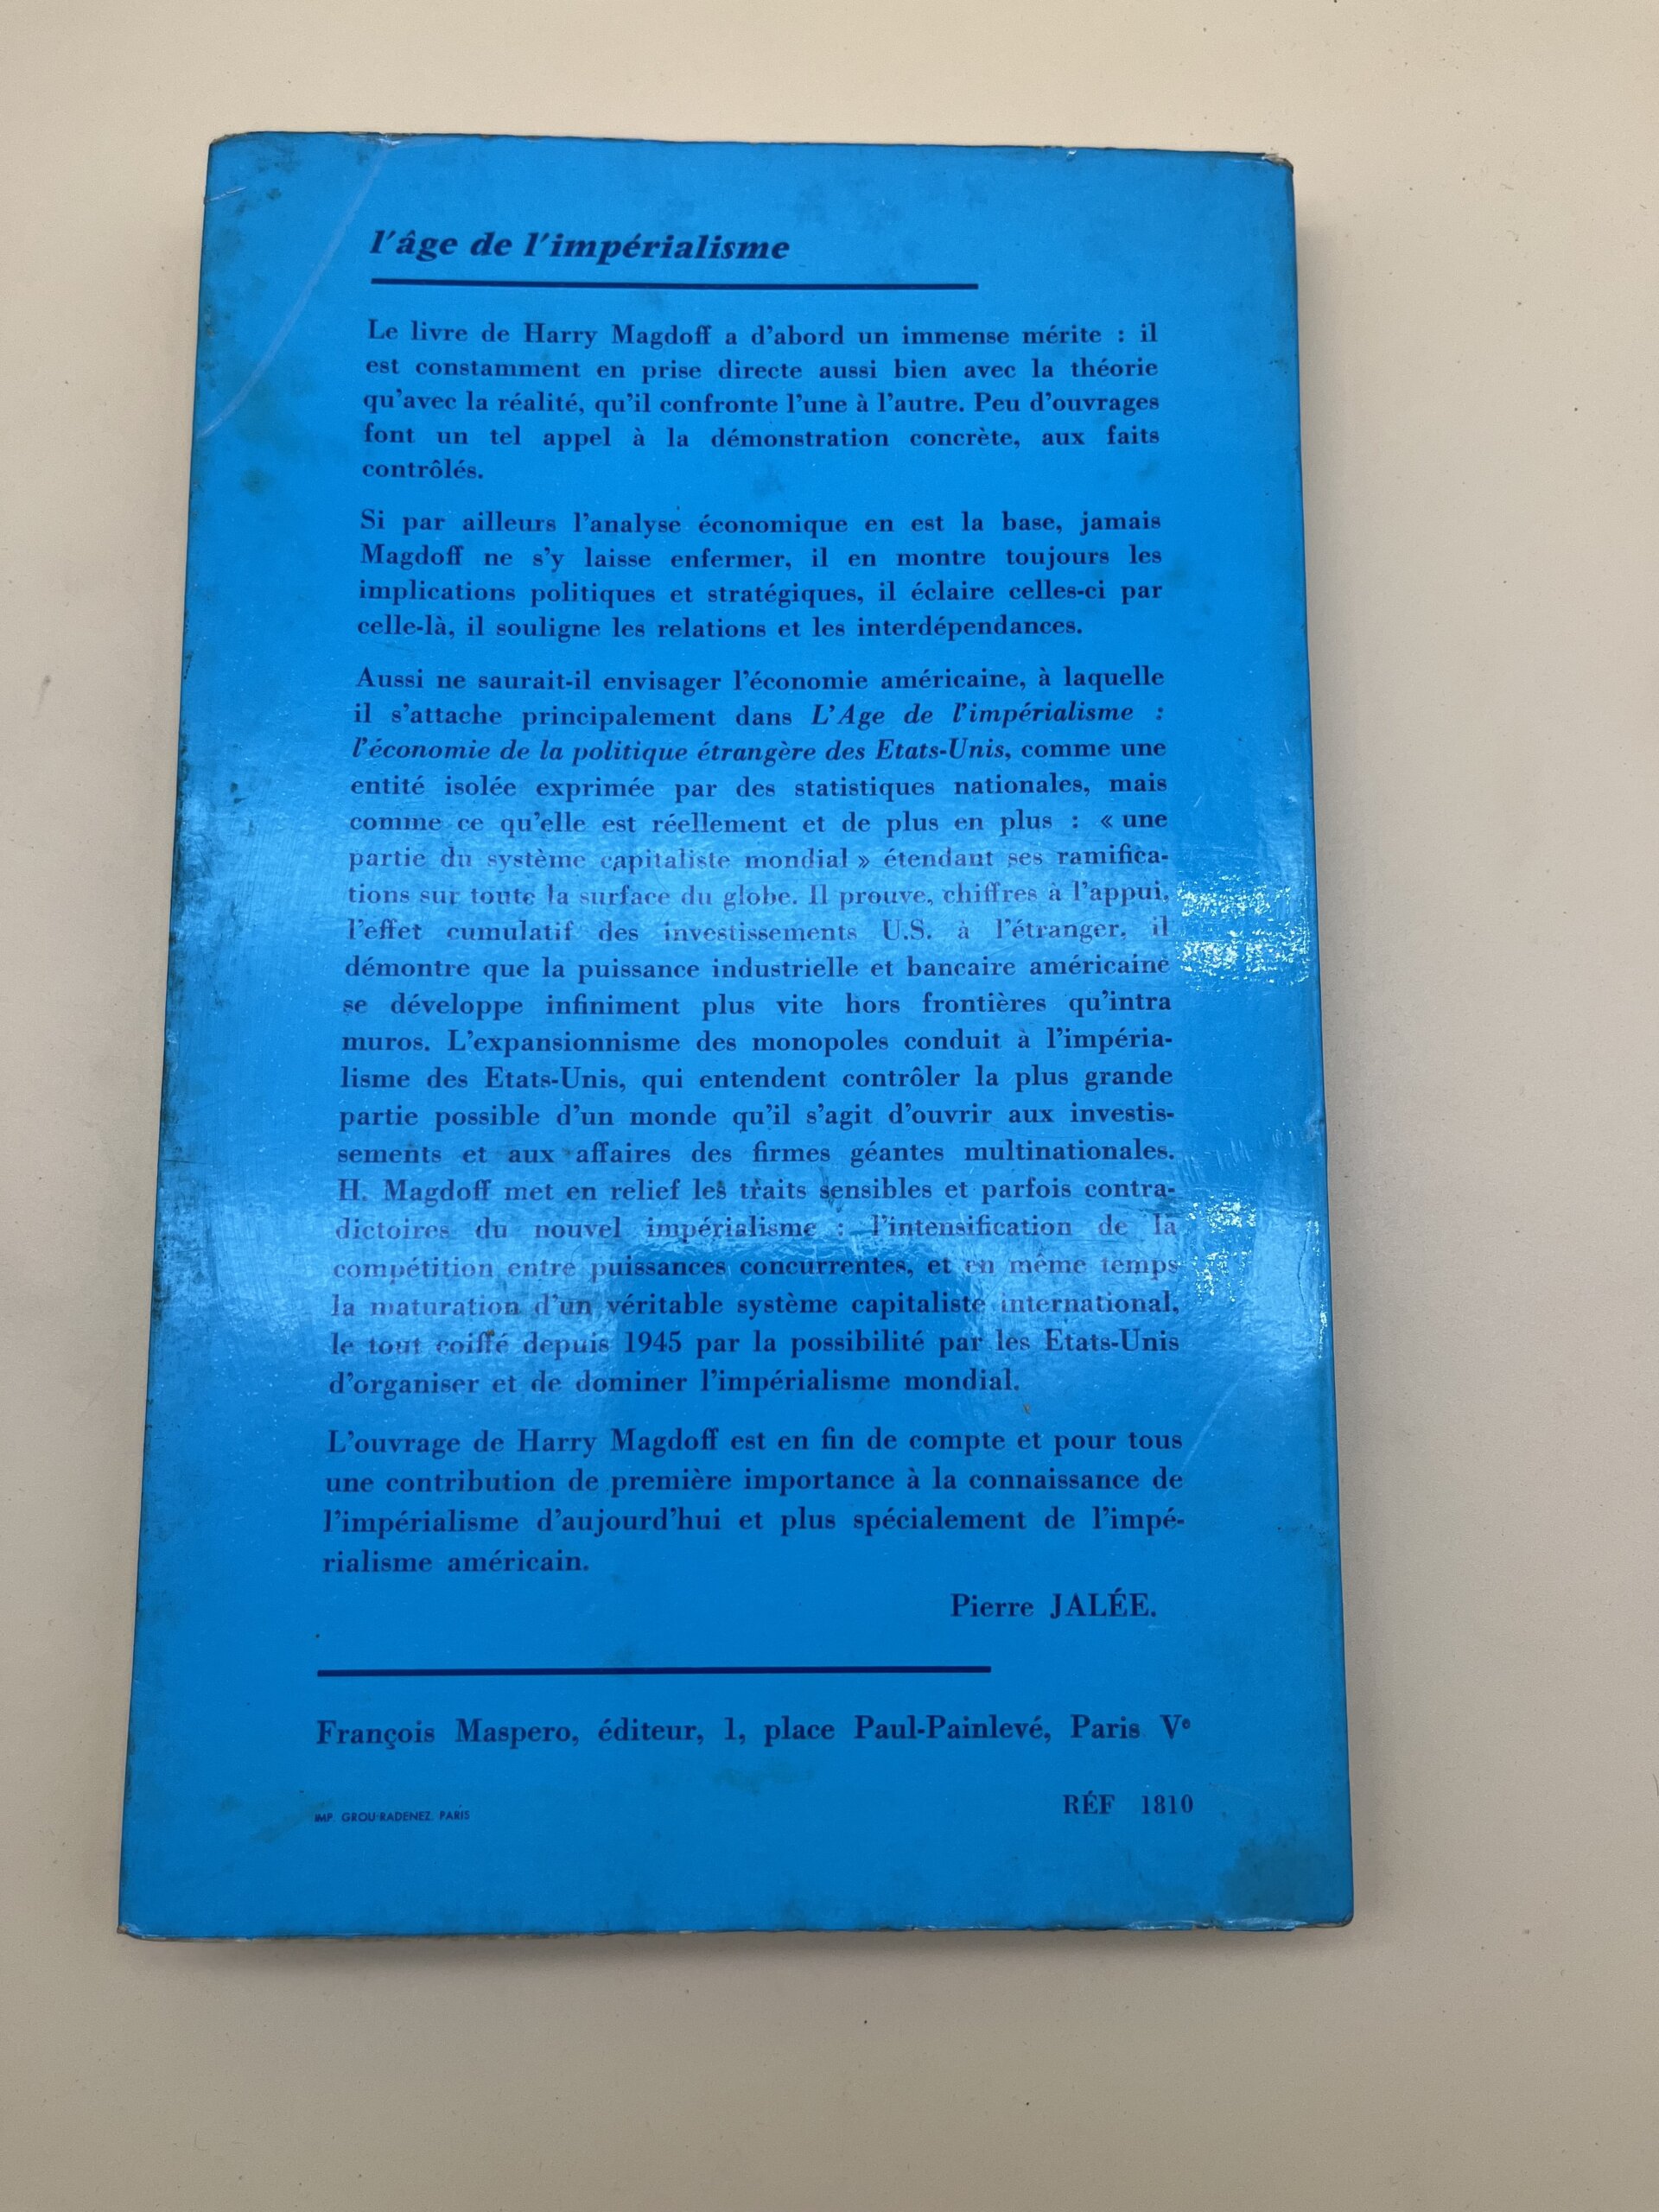 l'âge de l'impérialisme
Le livre de Harry Magdoff a d'abord un immense mérite : il
est constamment en prise directe aussi bien avec la théorie
qu'avec la réalité, qu'il confronte l'une à l'autre. Peu d'ouvrages
font un tel appel à la démonstration concrète, aux faits
contrôlés.
Si par ailleurs l'analyse économique en est la base, jamais
Magdoff ne s'y laisse enfermer, il en montre toujours les
implications politiques et stratégiques, il éclaire celles-ci par
celle-là, il souligne les relations et les interdépendances.
Aussi ne saurait-il envisager l'économie américaine, à laquelle
il s'attache principalement dans L'Age de l'impérialisme :
l'économie de la politique étrangère des Etats-Unis, comme une
entité isolée exprimée par des statistiques nationales, mais
comme ce qu'elle est réellement et de plus en plus : « une
partie du système capitaliste mondial » étendant ses ramifica-
tions sur toute la surface du globe. Il prouve, chiffres à l'appui,
l'effet cumulatif des investissements U.S. à l'étranger, il
démontre que la puissance industrielle et bancaire américaine
se développe infiniment plus vite hors frontières qu'intra
muros. L'expansionnisme des monopoles conduit à l'impéria-
lisme des Etats-Unis, qui entendent contrôler la plus grande
partie possible d'un monde qu'il s'agit d'ouvrir aux investis-
sements et aux affaires des firmes géantes multinationales.
H. Magdoff met en relief les traits sensibles et parfois contra-
dictoires du nouvel impérialisme : l'intensification de la
compétition entre puissances concurrentes, et en même temps
la maturation d'un véritable système capitaliste international,
le tout coiffé depuis 1945 par la possibilité par les Etats-Unis
d'organiser et de dominer l'impérialisme mondial.
L'ouvrage de Harry Magdoff est en fin de compte et pour tous
une contribution de première importance à la connaissance de
l'impérialisme d'aujourd'hui et plus spécialement de l'impé-
rialisme américain.
Pierre JALÉE.
François Maspero, éditeur, 1, place Paul-Painlevé, Paris Ve
RÉF 1810
IMP. GROU-RADENEZ. PARIS